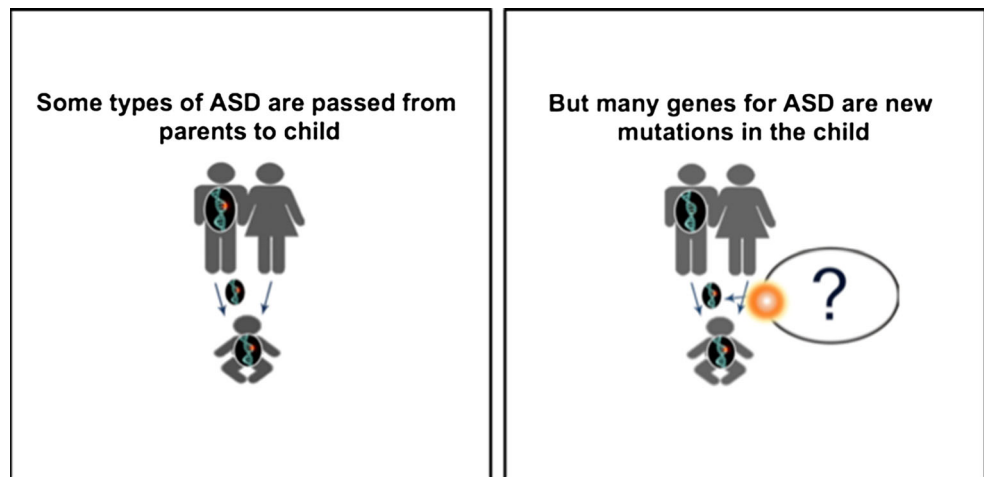 Some types of ASD are passed from
parents to child
But many genes for ASD are new
mutations in the child
?